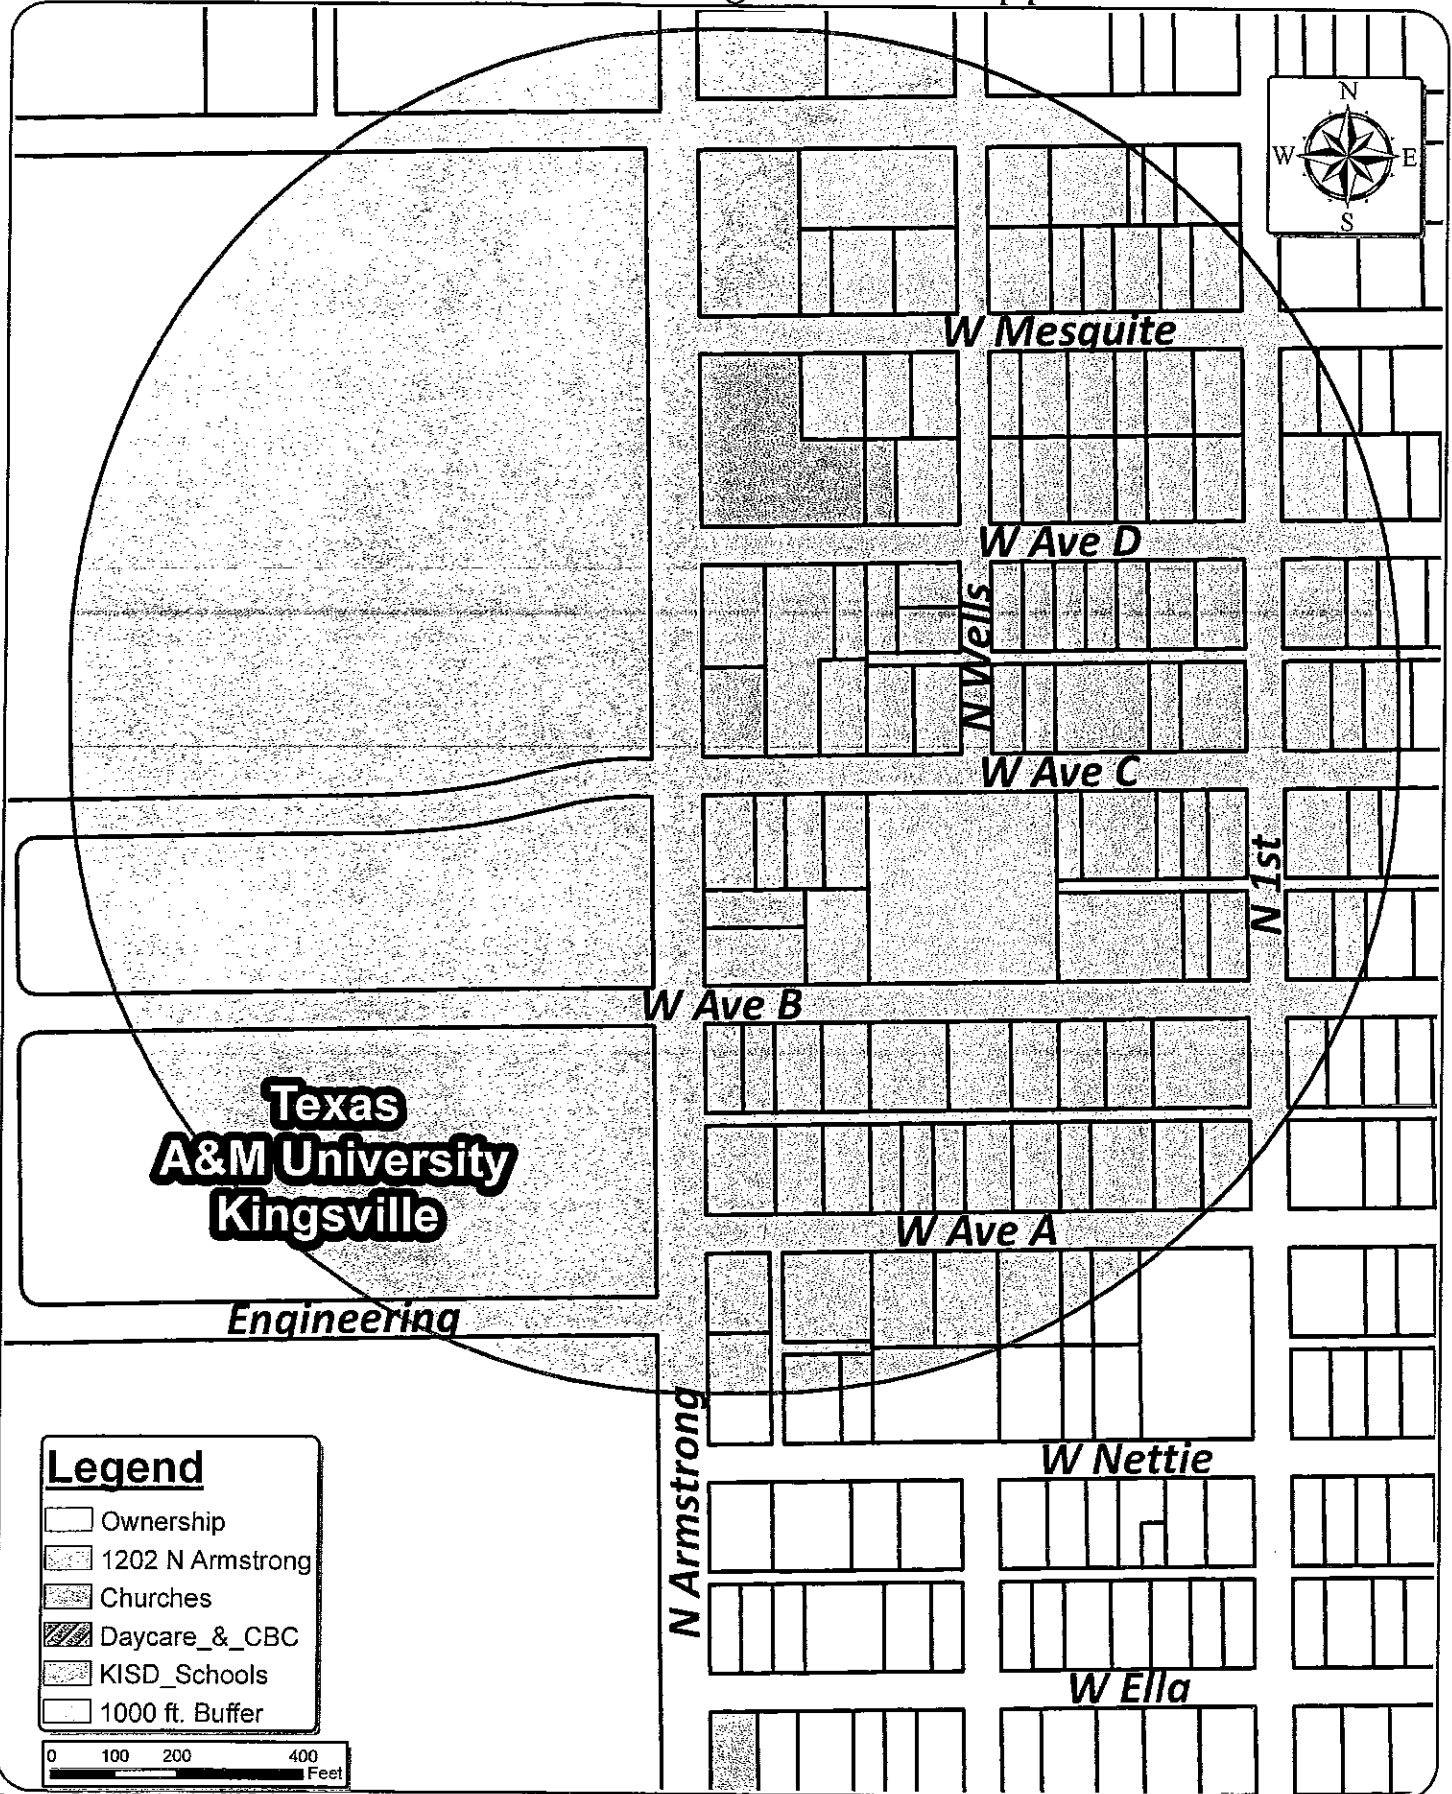 N
W E
S
W Mesquite
W Ave D
N Wells
W Ave C
N 1st
W Ave B
Texas
A&M University
Kingsville
W Ave A
Engineering
N Armstrong
W Nettie
W Ella
Legend
Ownership
1202 N Armstrong
Churches
Daycare_&_CBC
KISD_Schools
1000 ft. Buffer
0 100 200 400
Feet